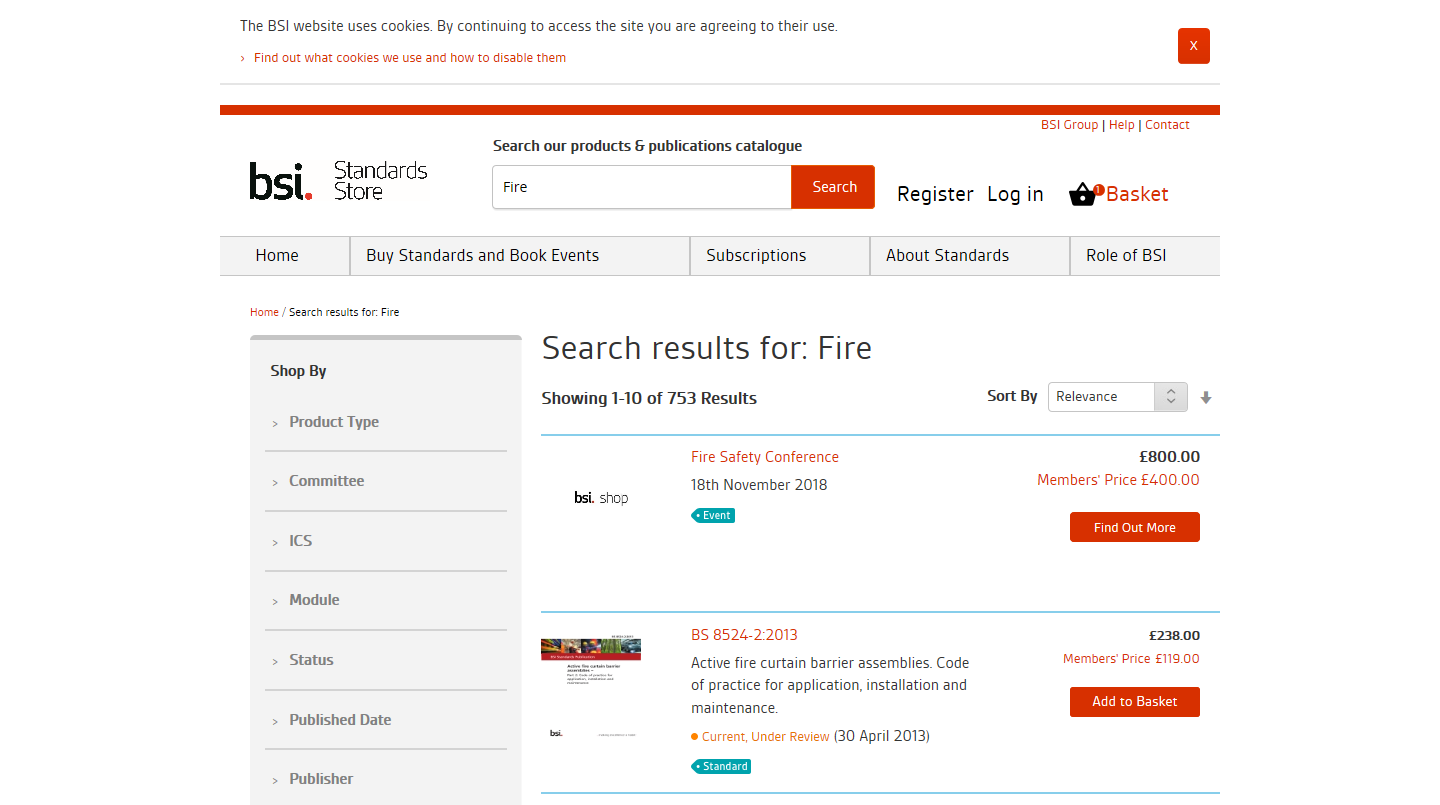 The BSI website uses cookies. By continuing to access the site you are agreeing to their use.
› Find out what cookies we use and how to disable them
X
BSI Group | Help | Contact
Search our products & publications catalogue
bsi. Standards Store
Fire
Search
Register Log in 1 Basket
Home
Buy Standards and Book Events
Subscriptions
About Standards
Role of BSI
Home / Search results for: Fire
Shop By
› Product Type
› Committee
› ICS
› Module
› Status
› Published Date
› Publisher
Search results for: Fire
Showing 1-10 of 753 Results
Sort By Relevance
bsi. shop
Fire Safety Conference
18th November 2018
Event
£800.00
Members' Price £400.00
Find Out More
Active fire curtain barrier
assemblies –
bsi.
BS 8524-2:2013
Active fire curtain barrier assemblies. Code
of practice for application, installation and
maintenance.
Current, Under Review (30 April 2013)
Standard
£238.00
Members' Price £119.00
Add to Basket